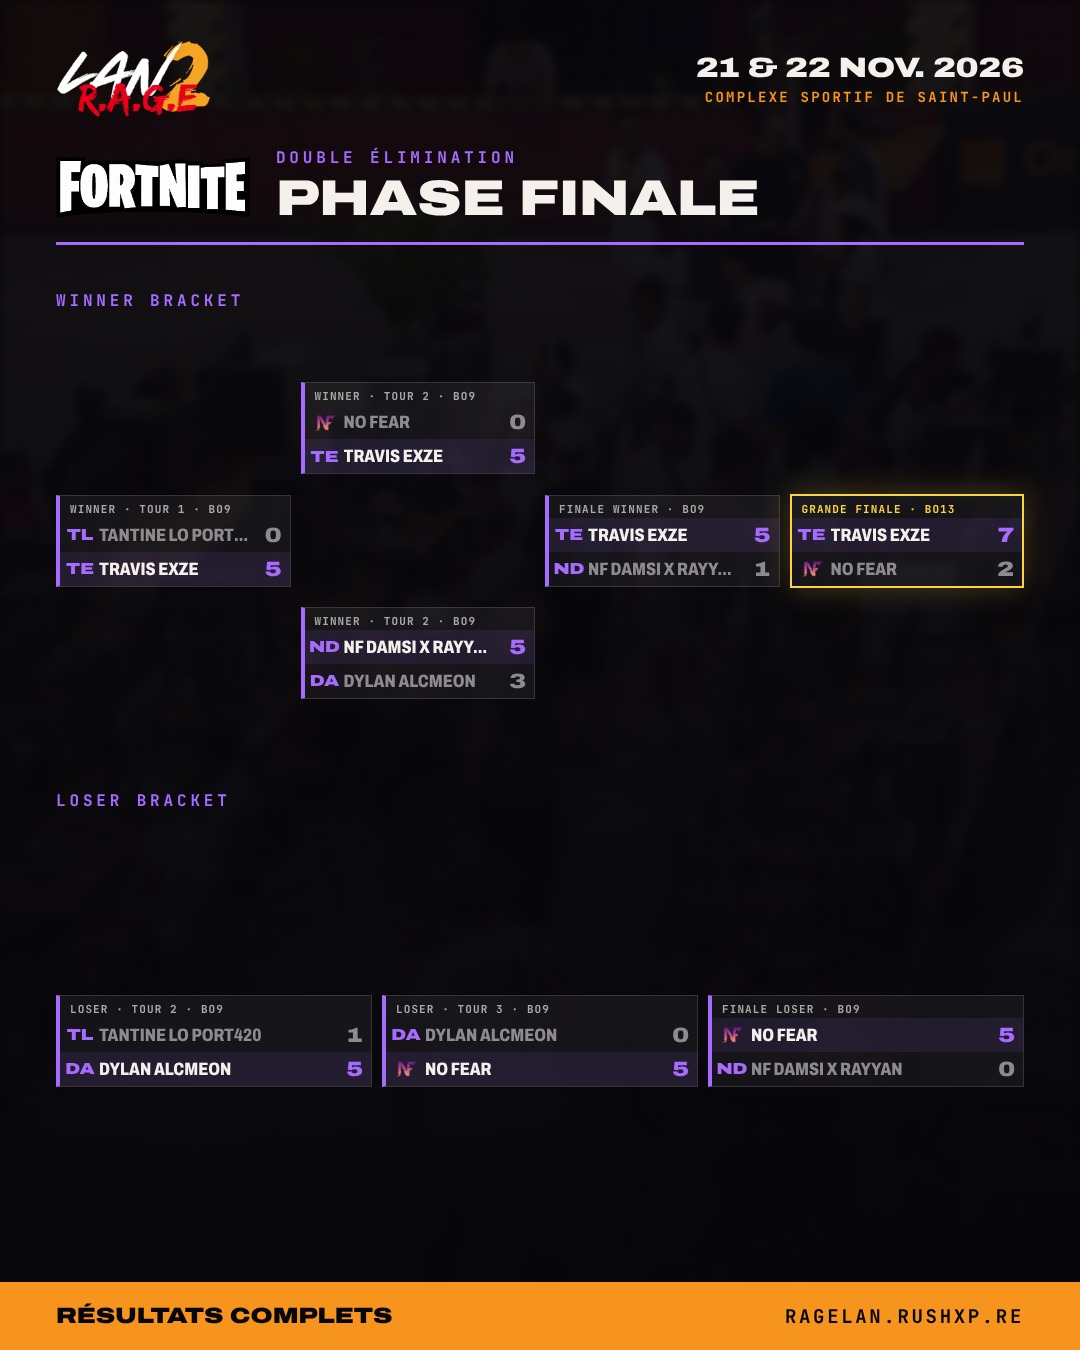 LAN2
R.A.G.E
21 & 22 NOV. 2026
COMPLEXE SPORTIF DE SAINT-PAUL
FORTNITE
DOUBLE ÉLIMINATION
PHASE FINALE
WINNER BRACKET
WINNER · TOUR 2 · BO9
NF NO FEAR 0
TE TRAVIS EXZE 5
WINNER · TOUR 1 · BO9
TL TANTINE LO PORT... 0
TE TRAVIS EXZE 5
FINALE WINNER · BO9
TE TRAVIS EXZE 5
ND NF DAMSI X RAYY... 1
GRANDE FINALE · BO13
TE TRAVIS EXZE 7
NF NO FEAR 2
WINNER · TOUR 2 · BO9
ND NF DAMSI X RAYY... 5
DA DYLAN ALCMEON 3
LOSER BRACKET
LOSER · TOUR 2 · BO9
TL TANTINE LO PORT420 1
DA DYLAN ALCMEON 5
LOSER · TOUR 3 · BO9
DA DYLAN ALCMEON 0
NF NO FEAR 5
FINALE LOSER · BO9
NF NO FEAR 5
ND NF DAMSI X RAYYAN 0
RÉSULTATS COMPLETS
RAGELAN.RUSHXP.RE